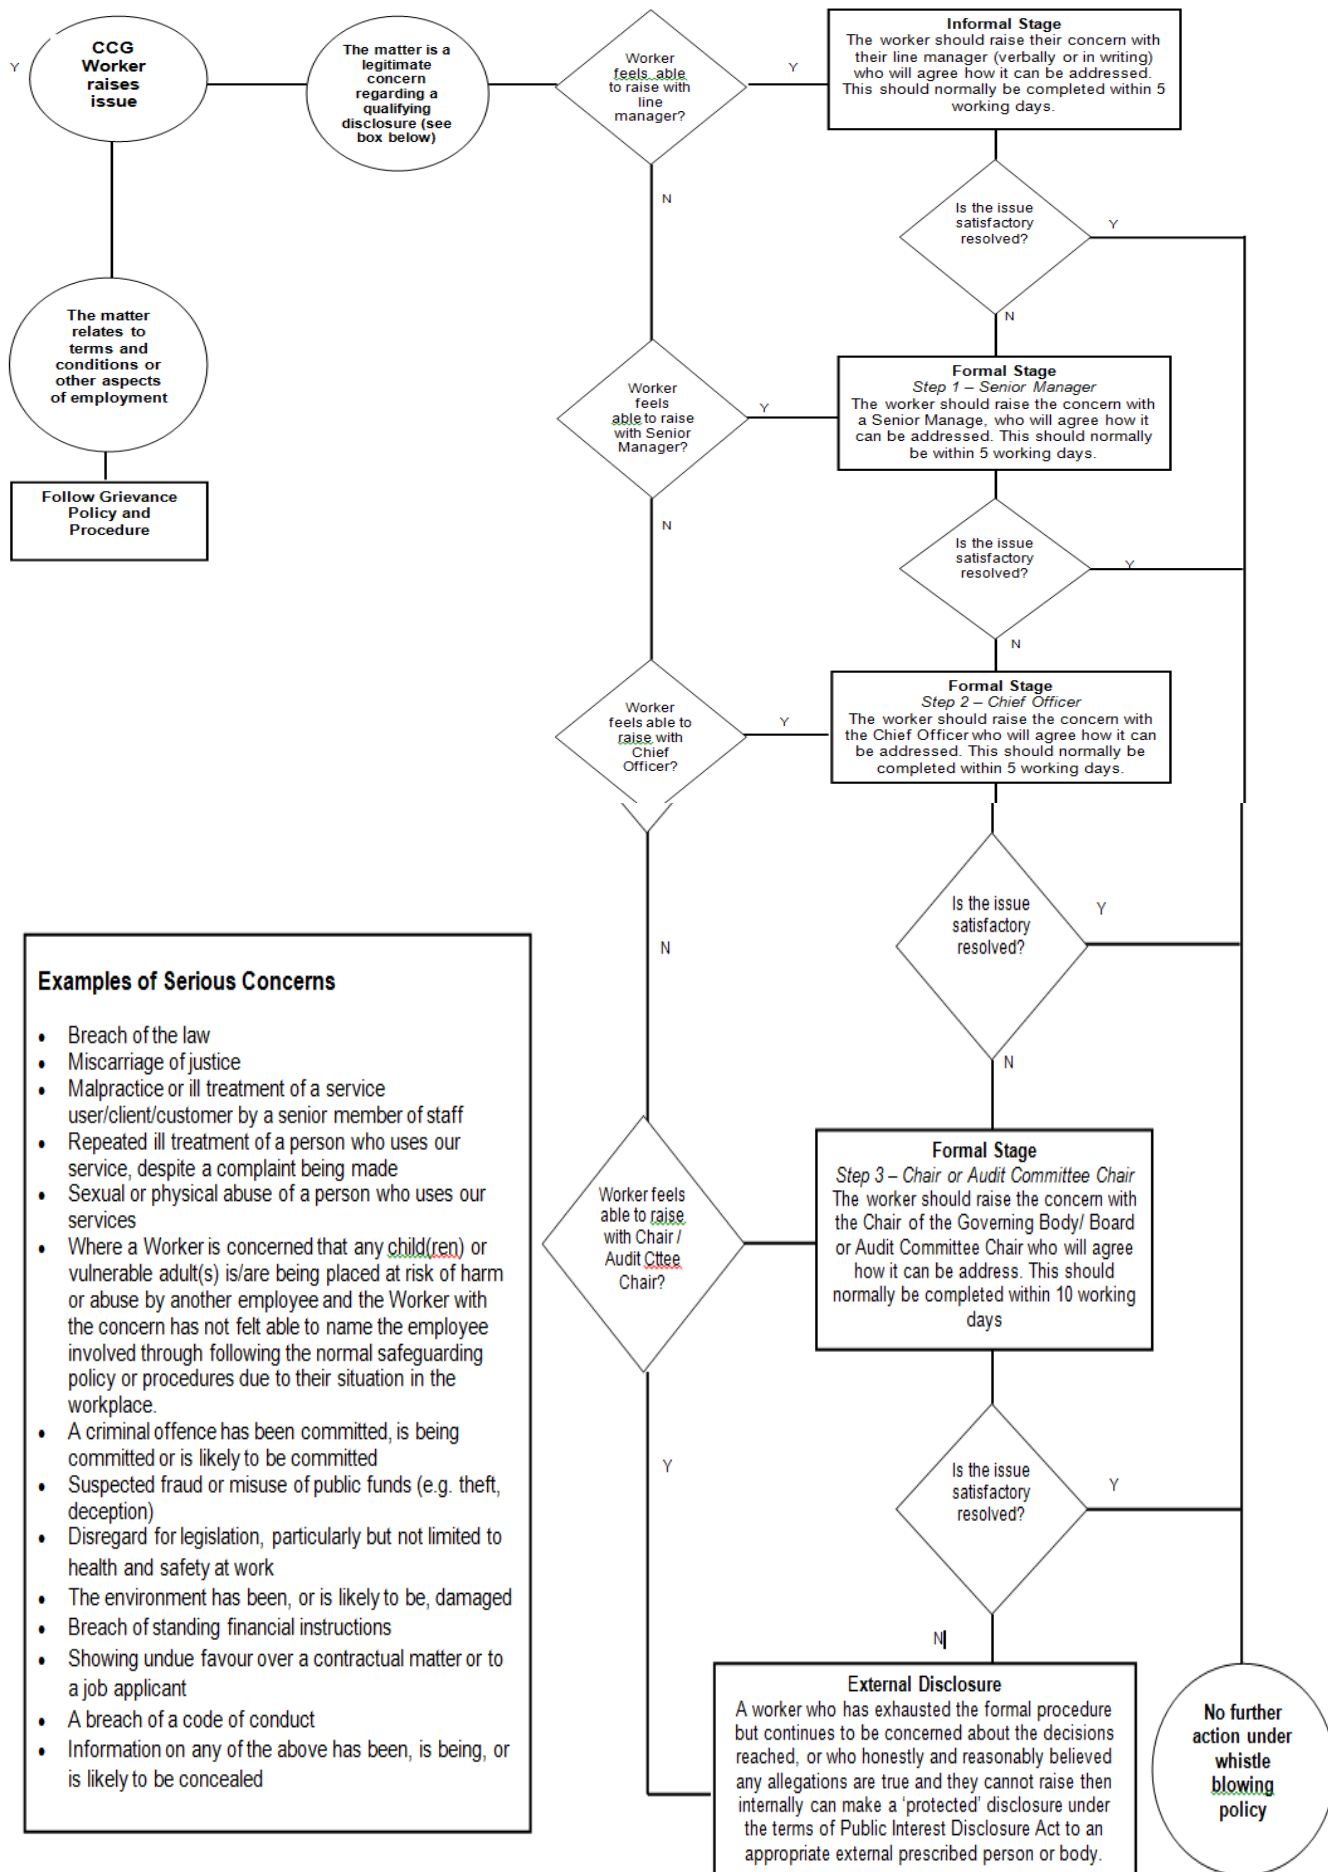 Y
CCG
Worker
raises
issue
The matter is a
legitimate
concern
regarding a
qualifying
disclosure (see
box below)
Worker
feels able
to raise with
line
manager?
Y
Informal Stage
The worker should raise their concern with
their line manager (verbally or in writing)
who will agree how it can be addressed.
This should normally be completed within 5
working days.
N
Is the issue
satisfactory
resolved?
Y
N
The matter
relates to
terms and
conditions or
other aspects
of employment
Follow Grievance
Policy and
Procedure
Worker
feels
able to raise
with Senior
Manager?
Y
Formal Stage
Step 1 – Senior Manager
The worker should raise the concern with
a Senior Manage, who will agree how it
can be addressed. This should normally
be within 5 working days.
N
Is the issue
satisfactory
resolved?
Y
N
Worker
feels able to
raise with
Chief
Officer?
Y
Formal Stage
Step 2 – Chief Officer
The worker should raise the concern with
the Chief Officer who will agree how it can
be addressed. This should normally be
completed within 5 working days.
N
Is the issue
satisfactory
resolved?
Y
N
Examples of Serious Concerns
• Breach of the law
• Miscarriage of justice
• Malpractice or ill treatment of a service
user/client/customer by a senior member of staff
• Repeated ill treatment of a person who uses our
service, despite a complaint being made
• Sexual or physical abuse of a person who uses our
services
• Where a Worker is concerned that any child(ren) or
vulnerable adult(s) is/are being placed at risk of harm
or abuse by another employee and the Worker with
the concern has not felt able to name the employee
involved through following the normal safeguarding
policy or procedures due to their situation in the
workplace.
• A criminal offence has been committed, is being
committed or is likely to be committed
• Suspected fraud or misuse of public funds (e.g. theft,
deception)
• Disregard for legislation, particularly but not limited to
health and safety at work
• The environment has been, or is likely to be, damaged
• Breach of standing financial instructions
• Showing undue favour over a contractual matter or to
a job applicant
• A breach of a code of conduct
• Information on any of the above has been, is being, or
is likely to be concealed
Worker feels
able to raise
with Chair /
Audit Cttee
Chair?
Formal Stage
Step 3 – Chair or Audit Committee Chair
The worker should raise the concern with
the Chair of the Governing Body/ Board
or Audit Committee Chair who will agree
how it can be address. This should
normally be completed within 10 working
days
Y
Is the issue
satisfactory
resolved?
Y
N
External Disclosure
A worker who has exhausted the formal procedure
but continues to be concerned about the decisions
reached, or who honestly and reasonably believed
any allegations are true and they cannot raise then
internally can make a ‘protected’ disclosure under
the terms of Public Interest Disclosure Act to an
appropriate external prescribed person or body.
No further
action under
whistle
blowing
policy